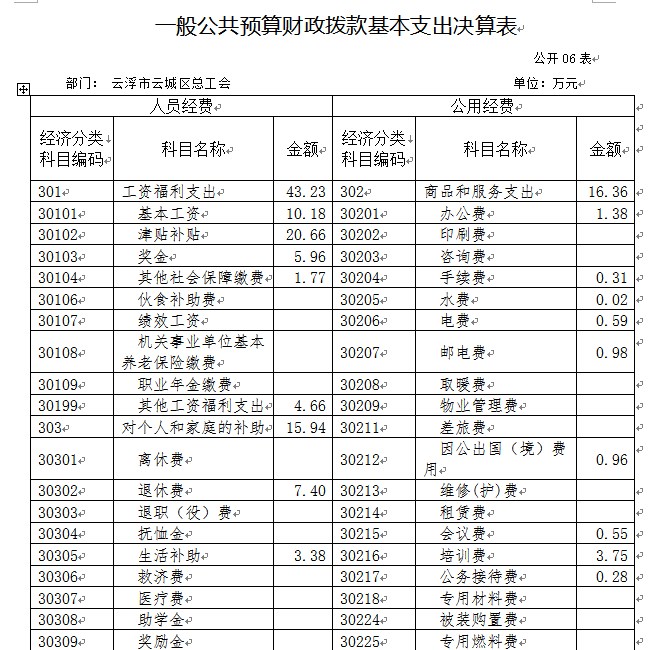 一般公共预算财政拨款基本支出决算表
公开 06 表
部门： 云浮市云城区总工会 单位：万元
人员经费 公用经费
经济分类科目编码 科目名称 金额 经济分类科目编码 科目名称 金额
301 工资福利支出 43.23 302 商品和服务支出 16.36
30101 基本工资 10.18 30201 办公费 1.38
30102 津贴补贴 20.66 30202 印刷费
30103 奖金 5.96 30203 咨询费
30104 其他社会保障缴费 1.77 30204 手续费 0.31
30106 伙食补助费 30205 水费 0.02
30107 绩效工资 30206 电费 0.59
30108 机关事业单位基本养老保险缴费 30207 邮电费 0.98
30109 职业年金缴费 30208 取暖费
30199 其他工资福利支出 4.66 30209 物业管理费
303 对个人和家庭的补助 15.94 30211 差旅费
30301 离休费 30212 因公出国（境）费用 0.96
30302 退休费 7.40 30213 维修(护)费
30303 退职（役）费 30214 租赁费
30304 抚恤金 30215 会议费 0.55
30305 生活补助 3.38 30216 培训费 3.75
30306 救济费 30217 公务接待费 0.28
30307 医疗费 30218 专用材料费
30308 助学金 30224 被装购置费
30309 奖励金 30225 专用燃料费